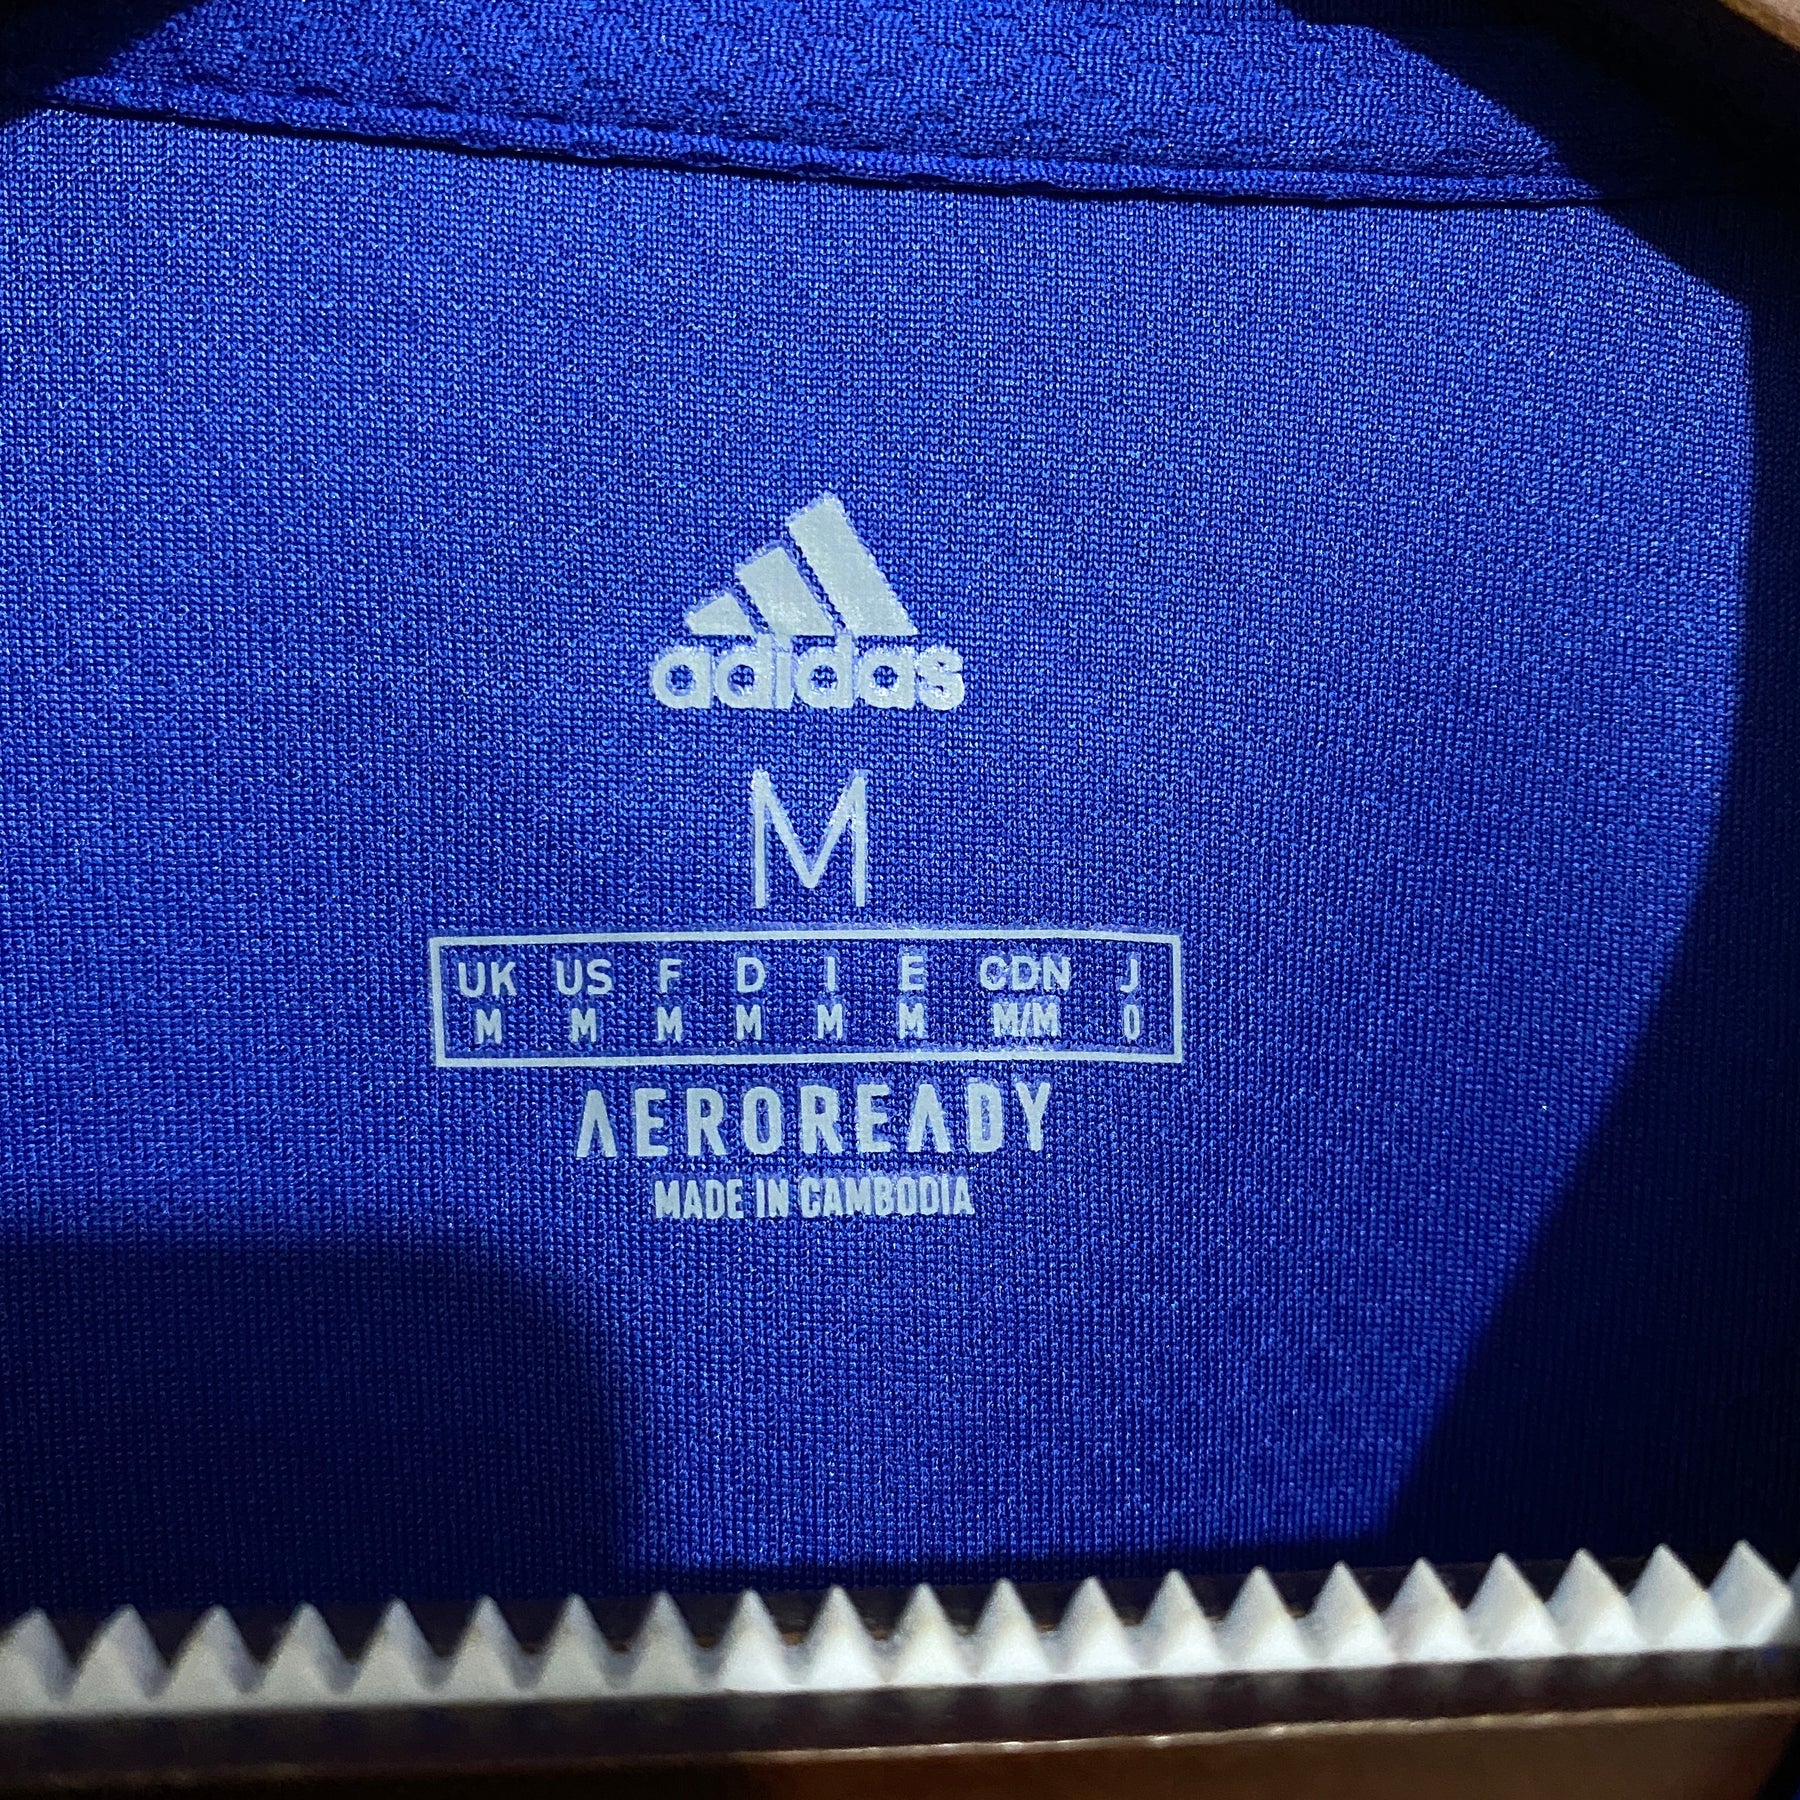 adidas
M
UK US F D I E CDN J
M M M M M M M/M O
AEROREADY
MADE IN CAMBODIA